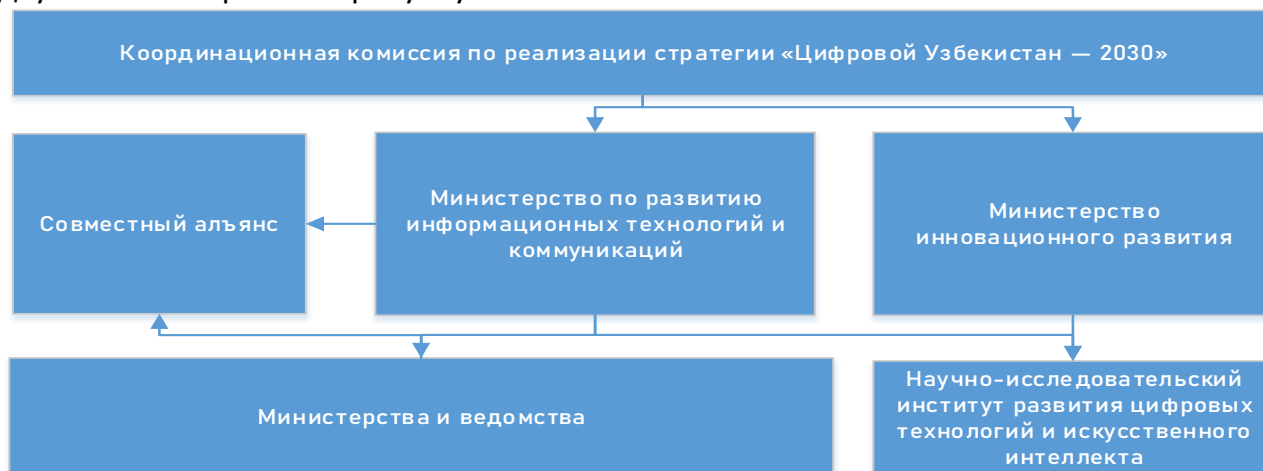 Координационная комиссия по реализации стратегии «Цифровой Узбекистан — 2030»
Совместный алъянс
Министерство по развитию
информационных технологий и
коммуникаций
Министерство
инновационного развития
Министерства и ведомства
Научно-исследовательский
институт развития цифровых
технологий и искусственного
интеллекта